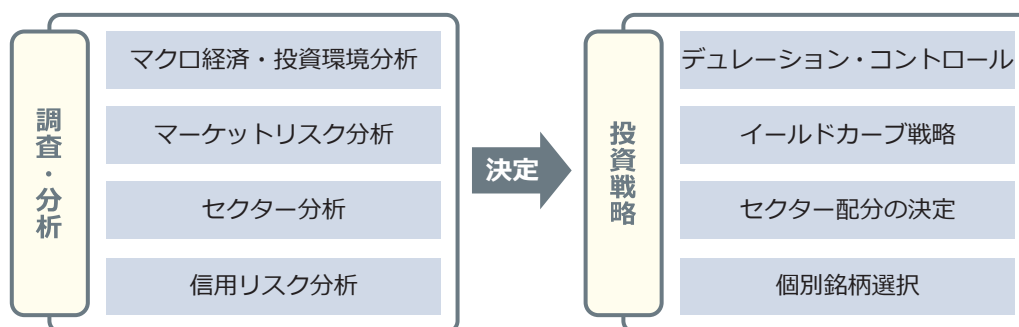 調査・分析
マクロ経済・投資環境分析
マーケットリスク分析
セクター分析
信用リスク分析
決定
投資戦略
デュレーション・コントロール
イールドカーブ戦略
セクター配分の決定
個別銘柄選択